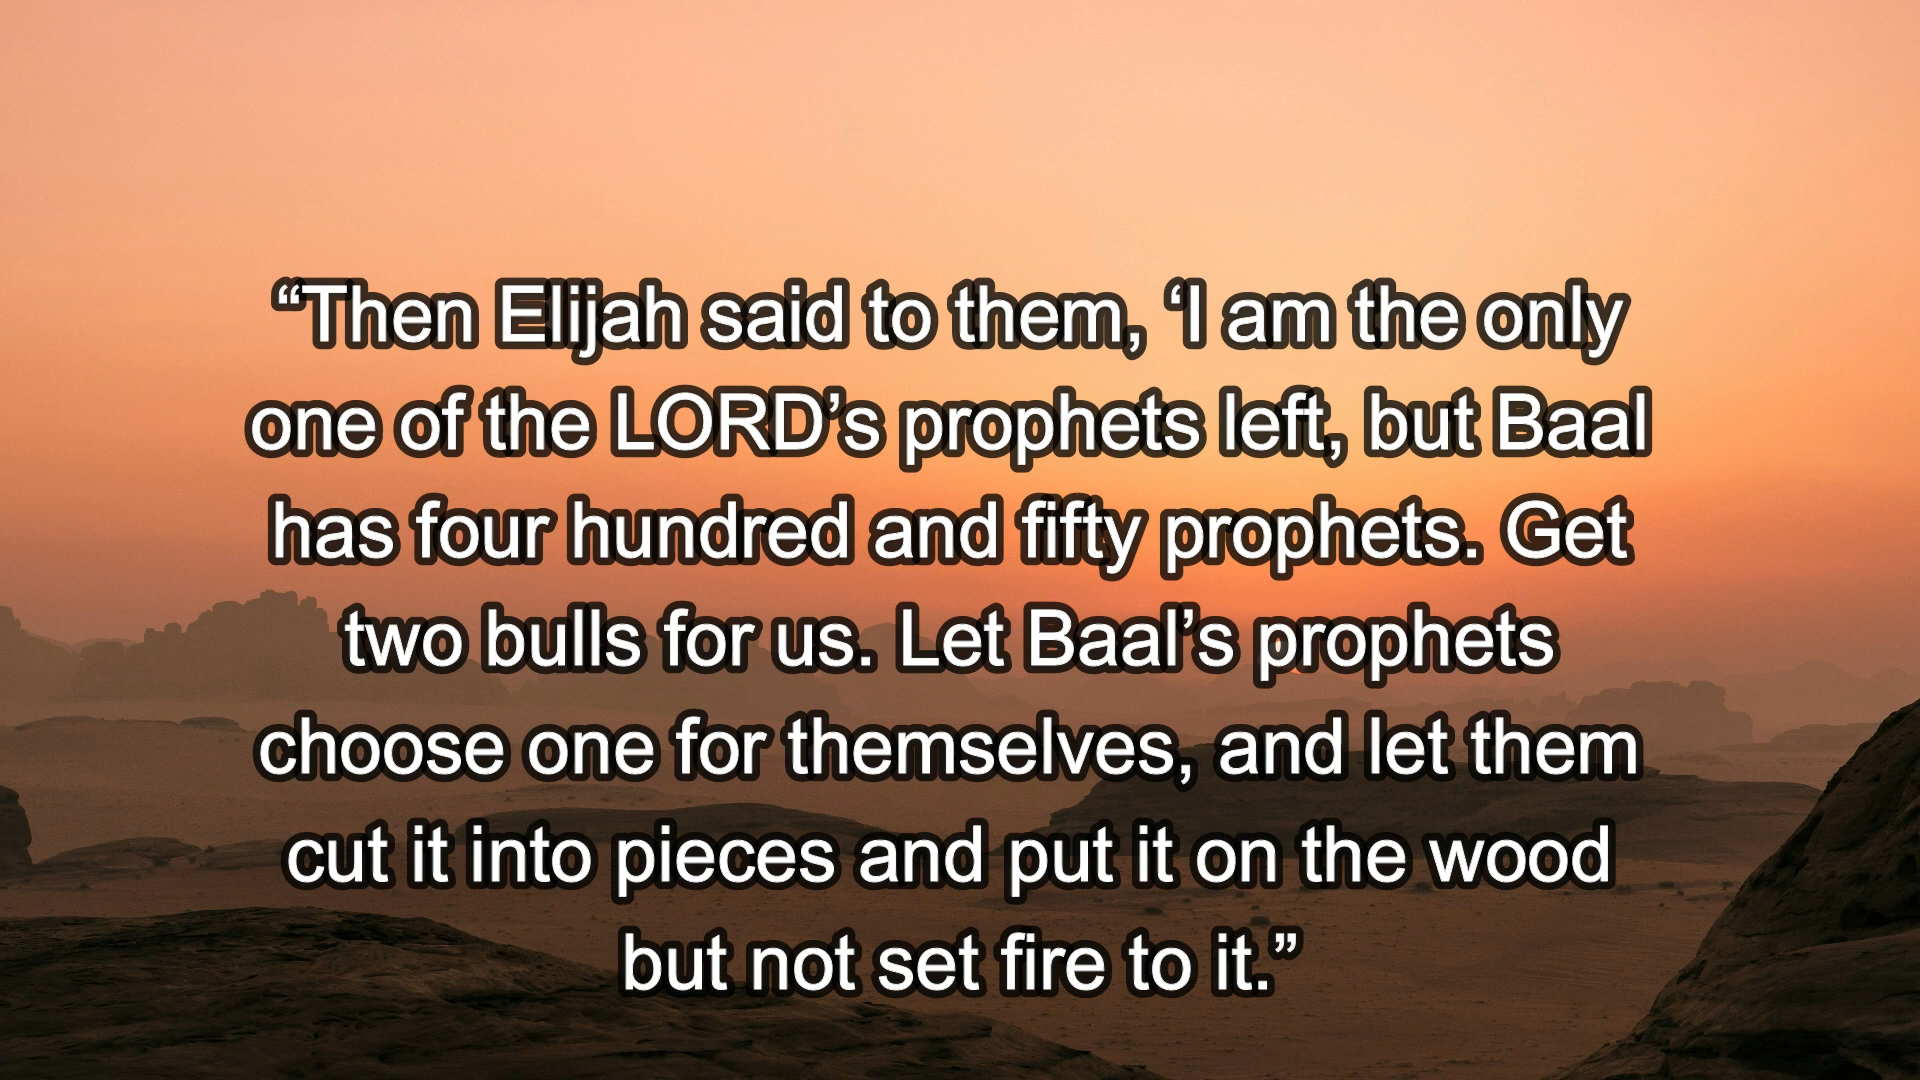 “Then Elijah said to them, ‘I am the only
one of the LORD’s prophets left, but Baal
has four hundred and fifty prophets. Get
two bulls for us. Let Baal’s prophets
choose one for themselves, and let them
cut it into pieces and put it on the wood
but not set fire to it.”